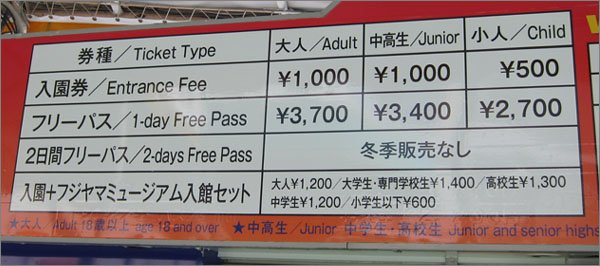 券種／Ticket Type 大人／Adult 中高生／Junior 小人／Child
入園券／Entrance Fee ¥1,000 ¥1,000 ¥500
フリーパス／1-day Free Pass ¥3,700 ¥3,400 ¥2,700
2日間フリーパス／2-days Free Pass 冬季販売なし
入園+フジヤマミュージアム入館セット 大人¥1,200／大学生・専門学校生¥1,400／高校生¥1,300
中学生¥1,200／小学生以下¥600
★大人／Adult 18歳以上 age 18 and over ★中高生／Junior 中学生・高校生 Junior and senior highs